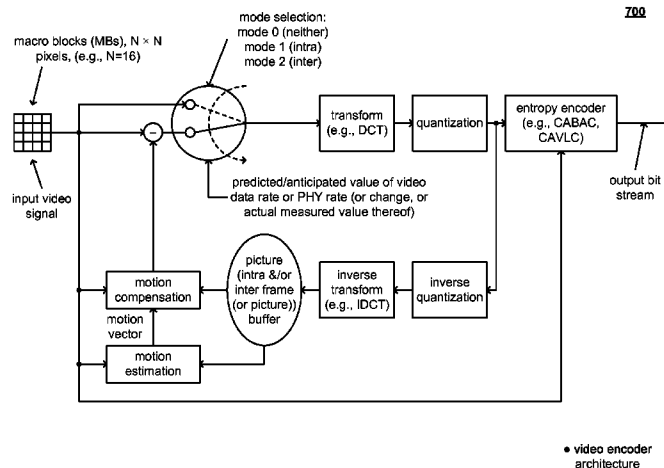 700
mode selection:
mode 0 (neither)
mode 1 (intra)
mode 2 (inter)
macro blocks (MBs), N × N
pixels, (e.g., N=16)
−
transform
(e.g., DCT)
quantization
entropy encoder
(e.g., CABAC,
CAVLC)
input video
signal
predicted/anticipated value of video
data rate or PHY rate (or change, or
actual measured value thereof)
output bit
stream
motion
compensation
picture
(intra &/or
inter frame
(or picture))
buffer
inverse
transform
(e.g., IDCT)
inverse
quantization
motion
vector
motion
estimation
● video encoder
architecture